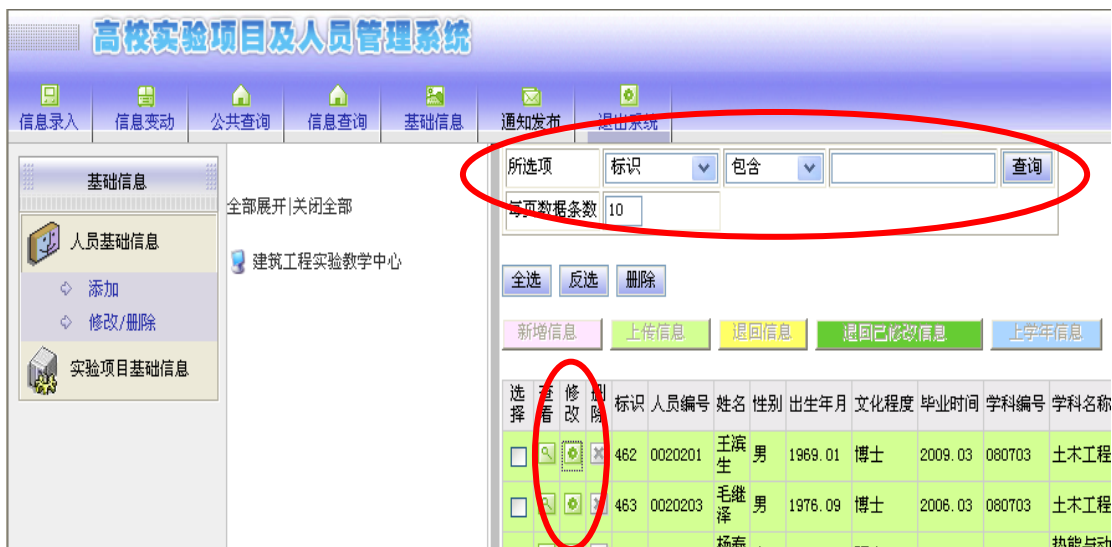 高校实验项目及人员管理系统
信息录入 信息变动 公共查询 信息查询 基础信息 通知发布 退出系统
基础信息
人员基础信息
添加
修改/删除
实验项目基础信息
全部展开|关闭全部
建筑工程实验教学中心
所选项 标识 包含 查询
每页数据条数 10
全选 反选 删除
新增信息 上传信息 退回信息 退回已修改信息 上学年信息
选择 查看 修改 删除 标识 人员编号 姓名 性别 出生年月 文化程度 毕业时间 学科编号 学科名称
462 0020201 王滨生 男 1969.01 博士 2009.03 080703 土木工程
463 0020203 毛继泽 男 1976.09 博士 2006.03 080703 土木工程